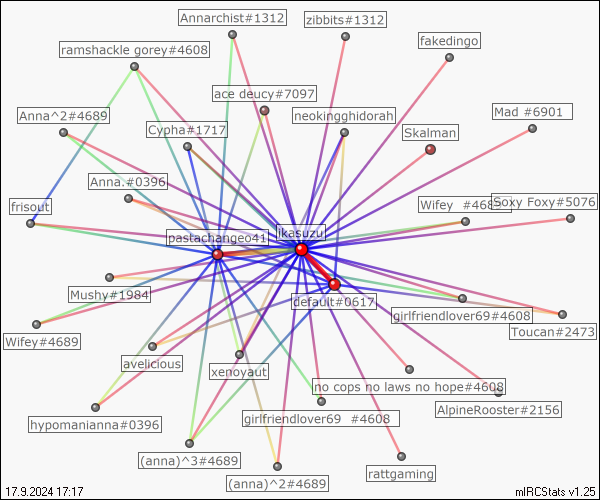 Annarchist#1312
zibbits#1312
fakedingo
ramshackle gorey#4608
ace deucy#7097
neokingghidorah
Mad #6901
Anna^2#4689
Cypha#1717
Skalman
Anna.#0396
frisout
Wifey #4689
Soxy Foxy#5076
pastachangeo41
ikasuzu
Mushy#1984
default#0617
girlfriendlover69#4608
Toucan#2473
Wifey#4689
avelicious
xenoyaut
no cops no laws no hope#4608
AlpineRooster#2156
hypomanianna#0396
girlfriendlover69 #4608
(anna)^3#4689
(anna)^2#4689
rattgaming
17.9.2024 17:17
mIRCStats v1.25